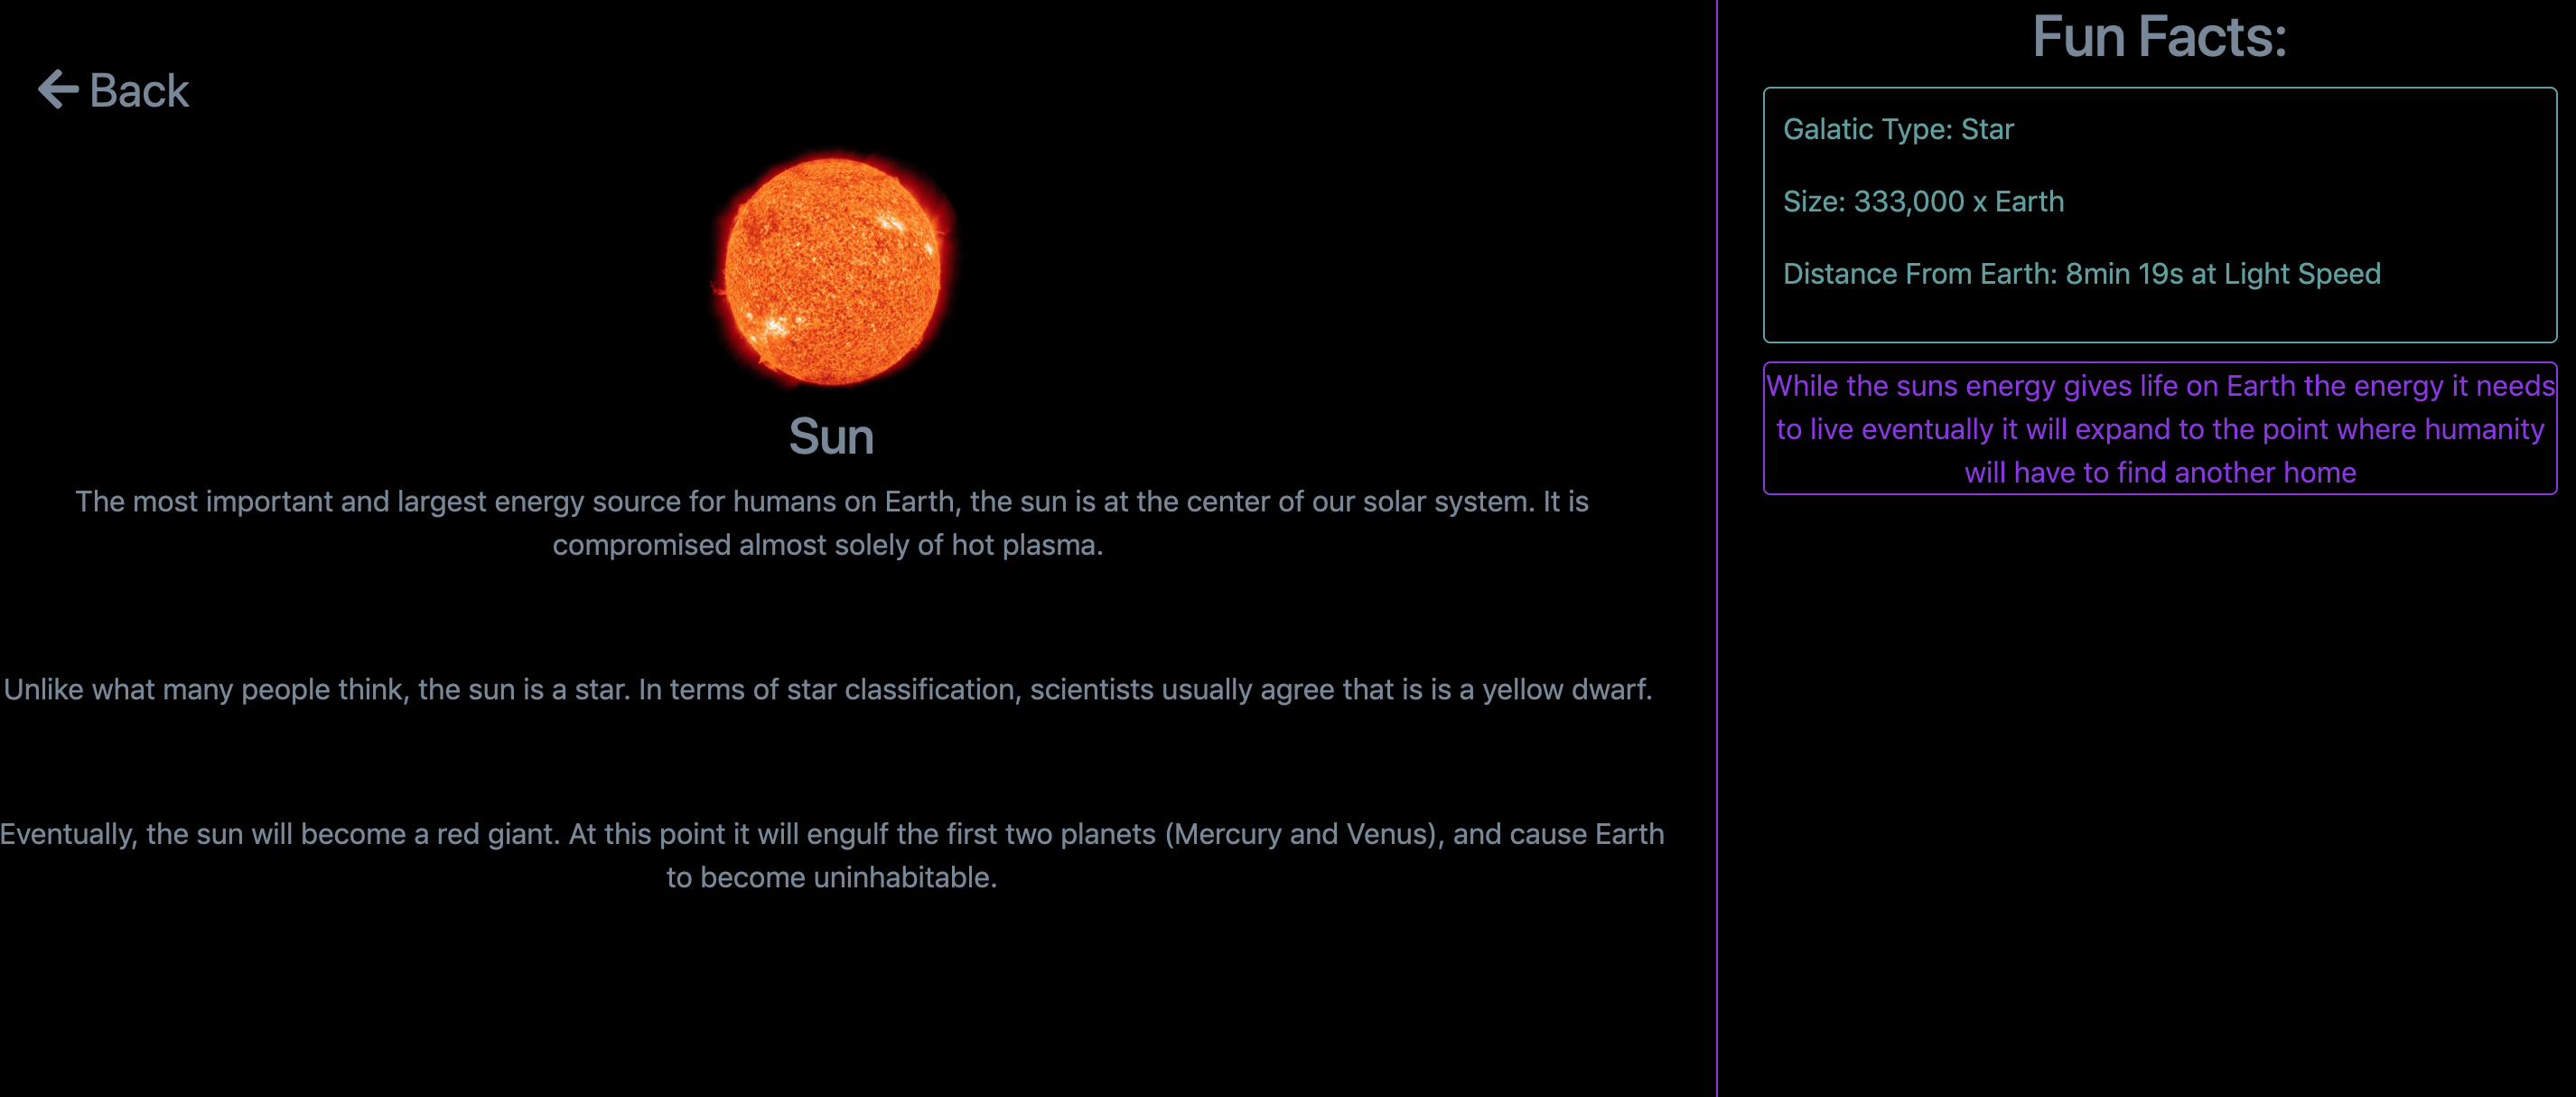 Back
Sun
The most important and largest energy source for humans on Earth, the sun is at the center of our solar system. It is
compromised almost solely of hot plasma.
Unlike what many people think, the sun is a star. In terms of star classification, scientists usually agree that is is a yellow dwarf.
Eventually, the sun will become a red giant. At this point it will engulf the first two planets (Mercury and Venus), and cause Earth
to become uninhabitable.
Fun Facts:
Galatic Type: Star
Size: 333,000 x Earth
Distance From Earth: 8min 19s at Light Speed
While the suns energy gives life on Earth the energy it needs
to live eventually it will expand to the point where humanity
will have to find another home